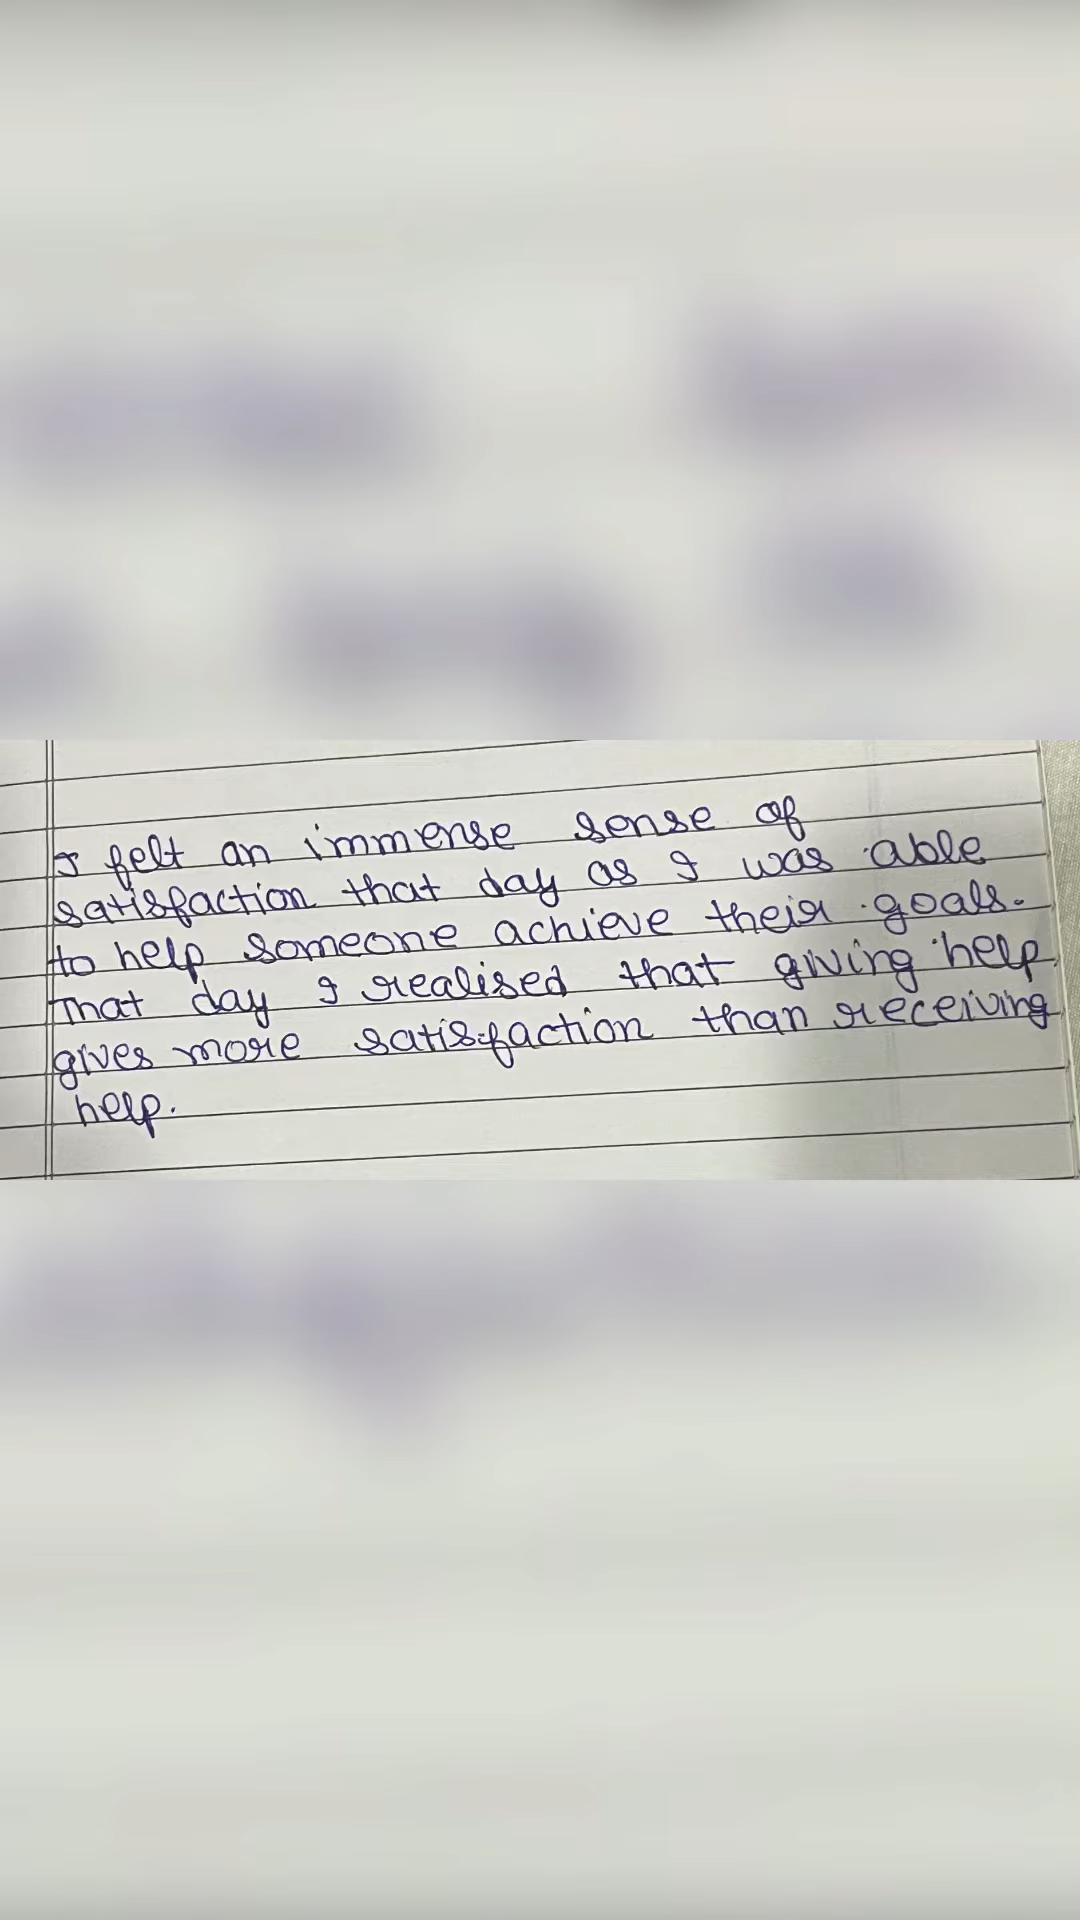 I felt an immense sense of
satisfaction that day as I was able
to help someone achieve their goals.
That day I realised that giving help
gives more satisfaction than receiving
help.